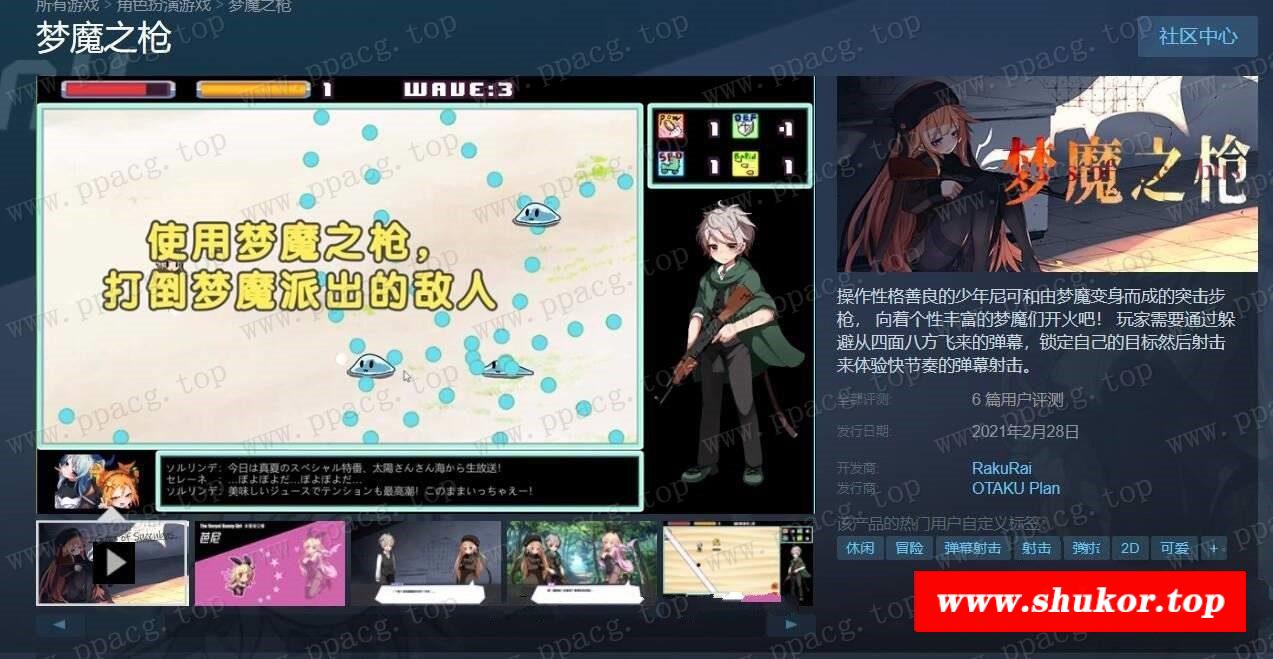 所有游戏 > 角色扮演游戏 > 梦魔之枪
梦魔之枪
社区中心
1
WAVE:3
POW
1
DEF
-1
SPD
1
Rapid
1
使用梦魔之枪，
打倒梦魔派出的敌人
ソルリンデ：今日は真夏のスペシャル特番、太陽さんさん海から生放送!
セレーネ　：…ぽよぽよだ…ぽよぽよだ…
ソルリンデ：美味しいジュースでテンションも最高潮! このままいっちゃえー!
梦魔之枪
操作性格善良的少年尼可和由梦魔变身而成的突击步
枪， 向着个性丰富的梦魔们开火吧！ 玩家需要通过躲
避从四面八方飞来的弹幕，锁定自己的目标然后射击
来体验快节奏的弹幕射击。
全部评测:
6 篇用户评测
发行日期:
2021年2月28日
开发商:
RakuRai
发行商:
OTAKU Plan
该产品的热门用户自定义标签:
休闲 冒险 弹幕射击 射击 2D 可爱 +
芭尼
www.shukor.top
www.ppacg.top